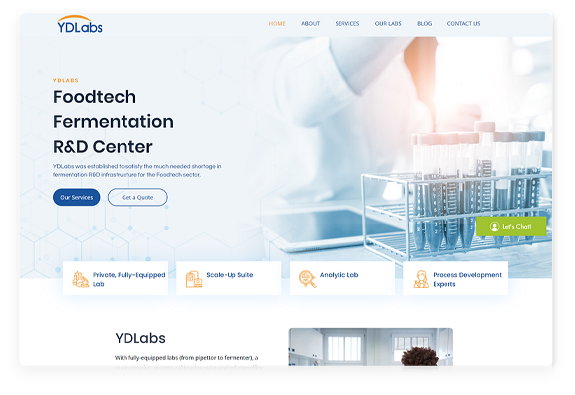 YDLabs
HOME ABOUT SERVICES OUR LABS BLOG CONTACT US
YDLABS
Foodtech
Fermentation
R&D Center
YDLabs was established to satisfy the much needed shortage in
fermentation R&D infrastructure for the Foodtech sector.
Our Services Get a Quote
Let's Chat!
Private, Fully-Equipped
Lab
Scale-Up Suite
Analytic Lab
Process Development
Experts
YDLabs
With fully-equipped labs (from pipettor to fermenter), a